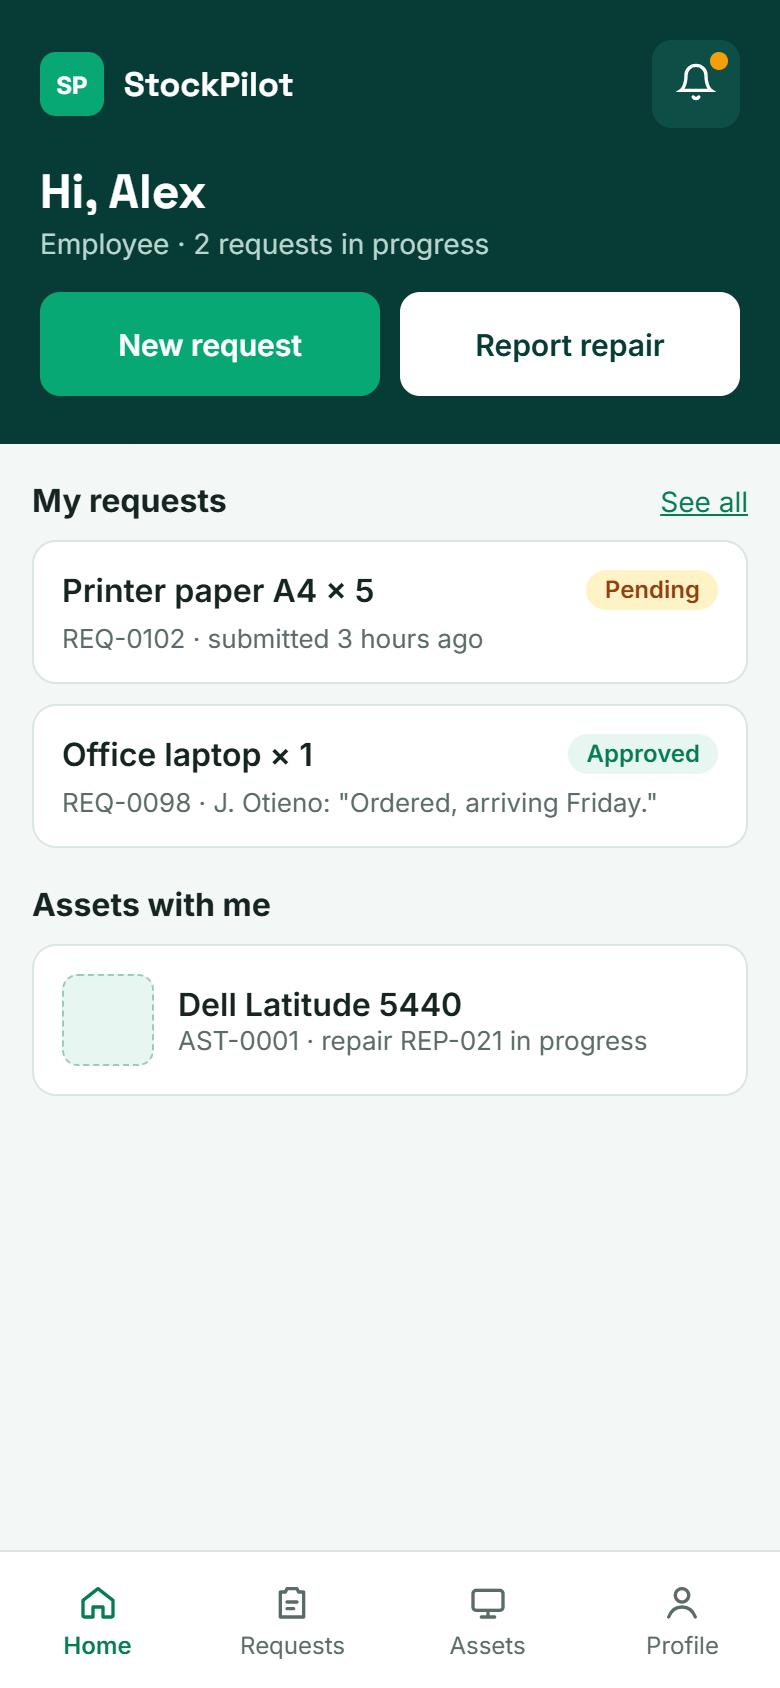 SP StockPilot
Hi, Alex
Employee · 2 requests in progress
New request Report repair
My requests See all
Printer paper A4 × 5 Pending
REQ-0102 · submitted 3 hours ago
Office laptop × 1 Approved
REQ-0098 · J. Otieno: "Ordered, arriving Friday."
Assets with me
Dell Latitude 5440
AST-0001 · repair REP-021 in progress
Home Requests Assets Profile